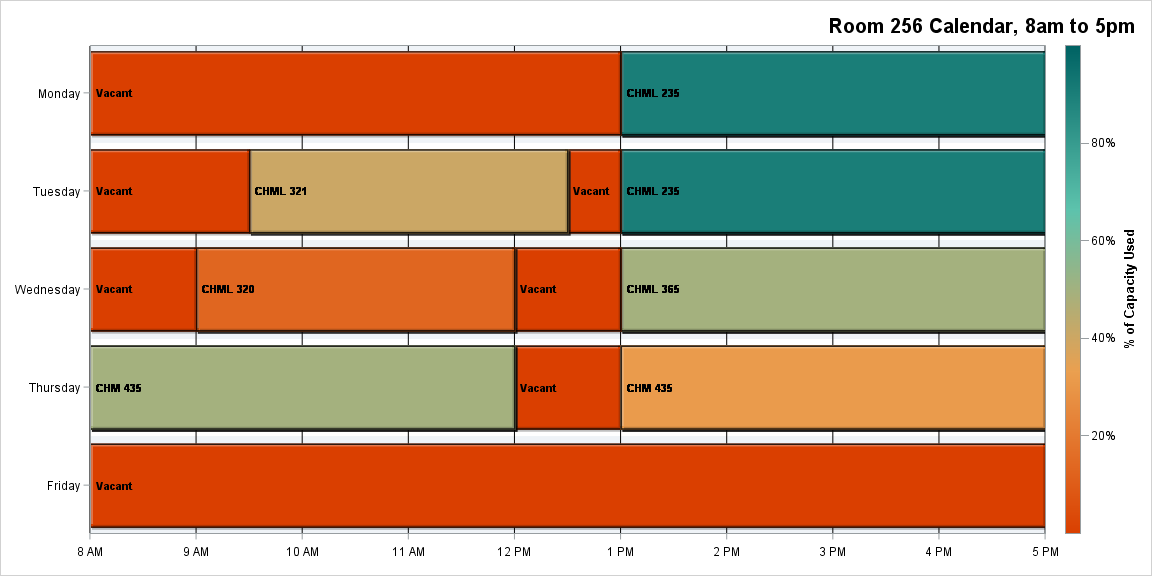 Room 256 Calendar, 8am to 5pm
Monday
Vacant
CHML 235
Tuesday
Vacant
CHML 321
Vacant
CHML 235
Wednesday
Vacant
CHML 320
Vacant
CHML 365
Thursday
CHM 435
Vacant
CHM 435
Friday
Vacant
8 AM
9 AM
10 AM
11 AM
12 PM
1 PM
2 PM
3 PM
4 PM
5 PM
80%
60%
40%
20%
% of Capacity Used